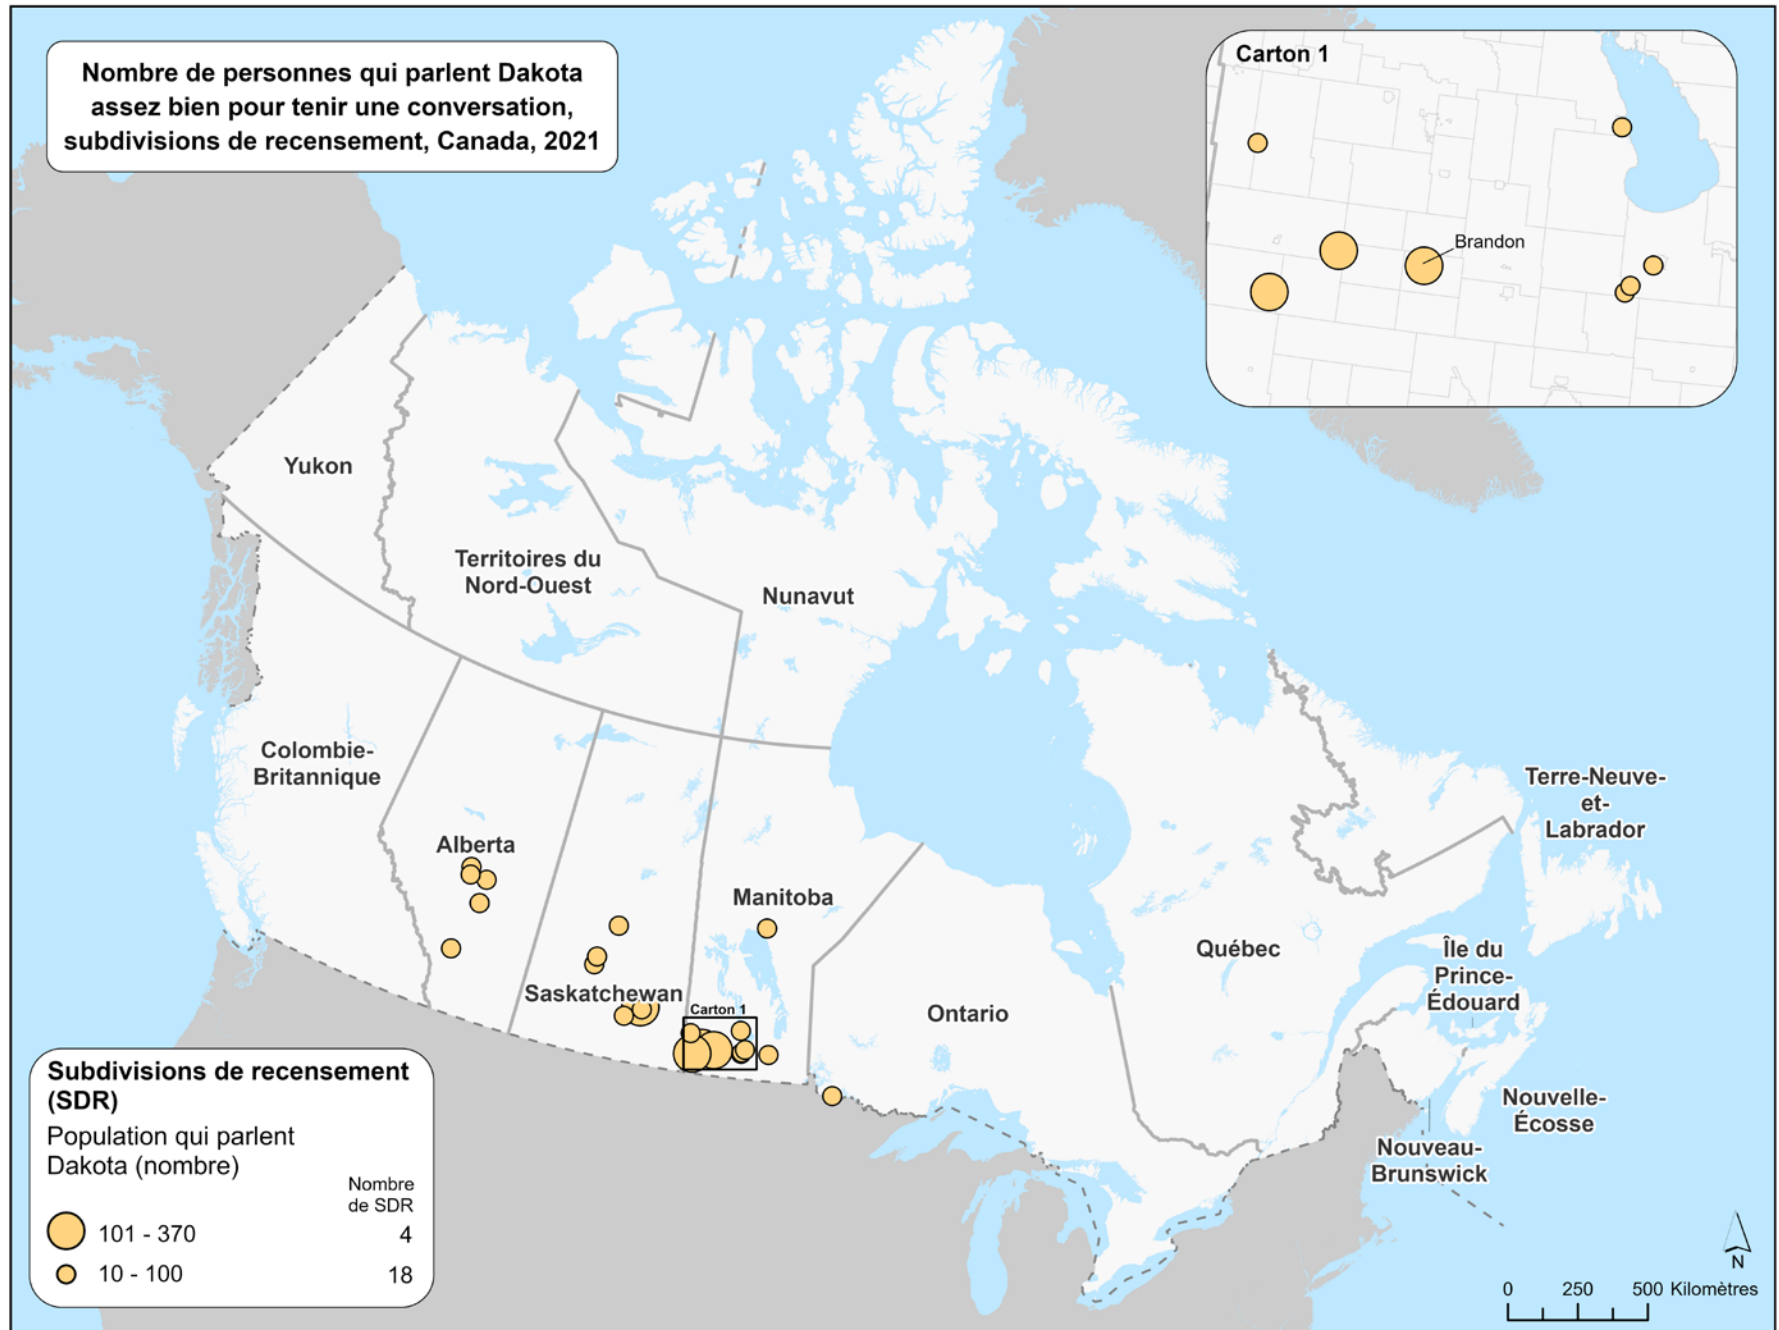 Nombre de personnes qui parlent Dakota
assez bien pour tenir une conversation,
subdivisions de recensement, Canada, 2021
Carton 1
Brandon
Yukon
Territoires du
Nord-Ouest
Nunavut
Colombie-
Britannique
Alberta
Saskatchewan
Manitoba
Carton 1
Ontario
Québec
Terre-Neuve-
et-
Labrador
Île du
Prince-
Édouard
Nouvelle-
Écosse
Nouveau-
Brunswick
Subdivisions de recensement
(SDR)
Population qui parlent
Dakota (nombre)
Nombre
de SDR
101 - 370 4
10 - 100 18
N
0 250 500 Kilomètres